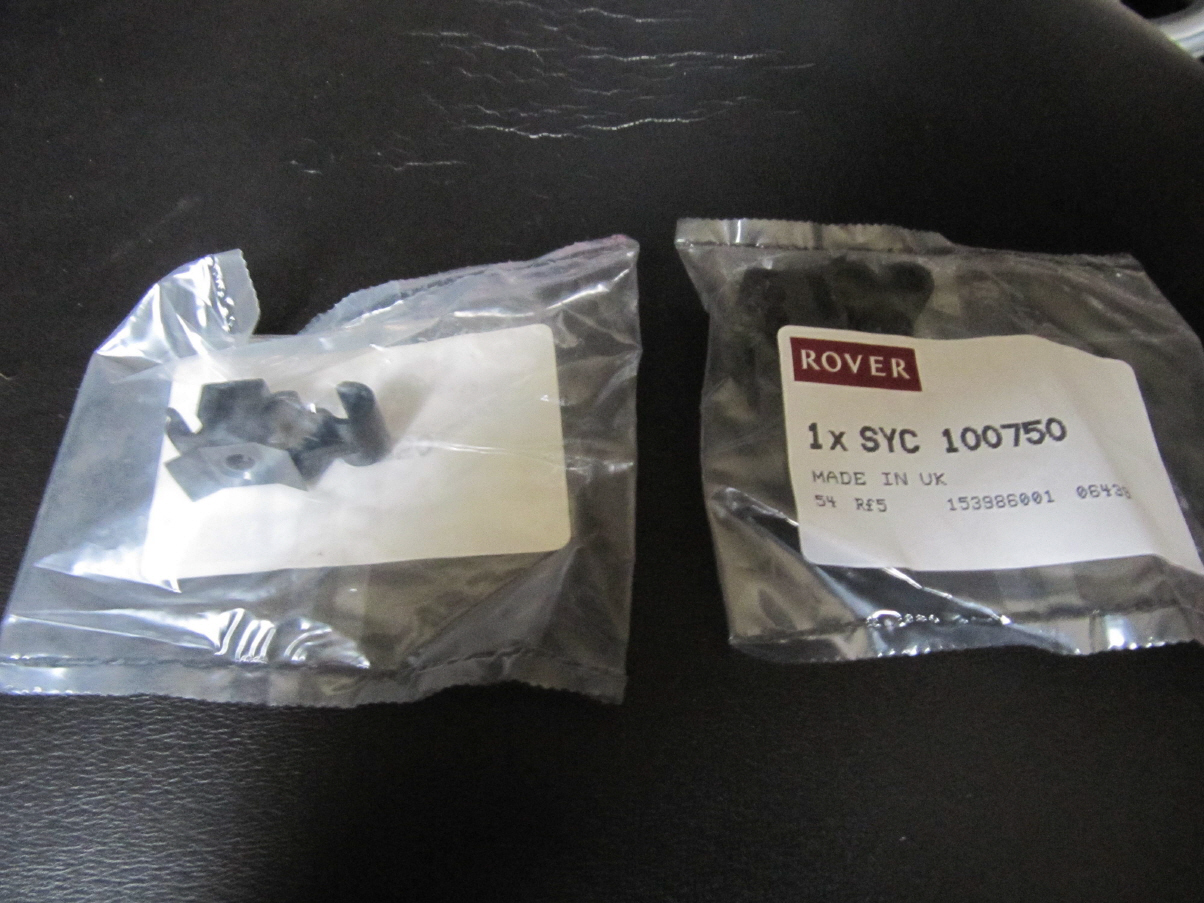 ROVER
1x SYC 100750
MADE IN UK
54 Rf5 153986001